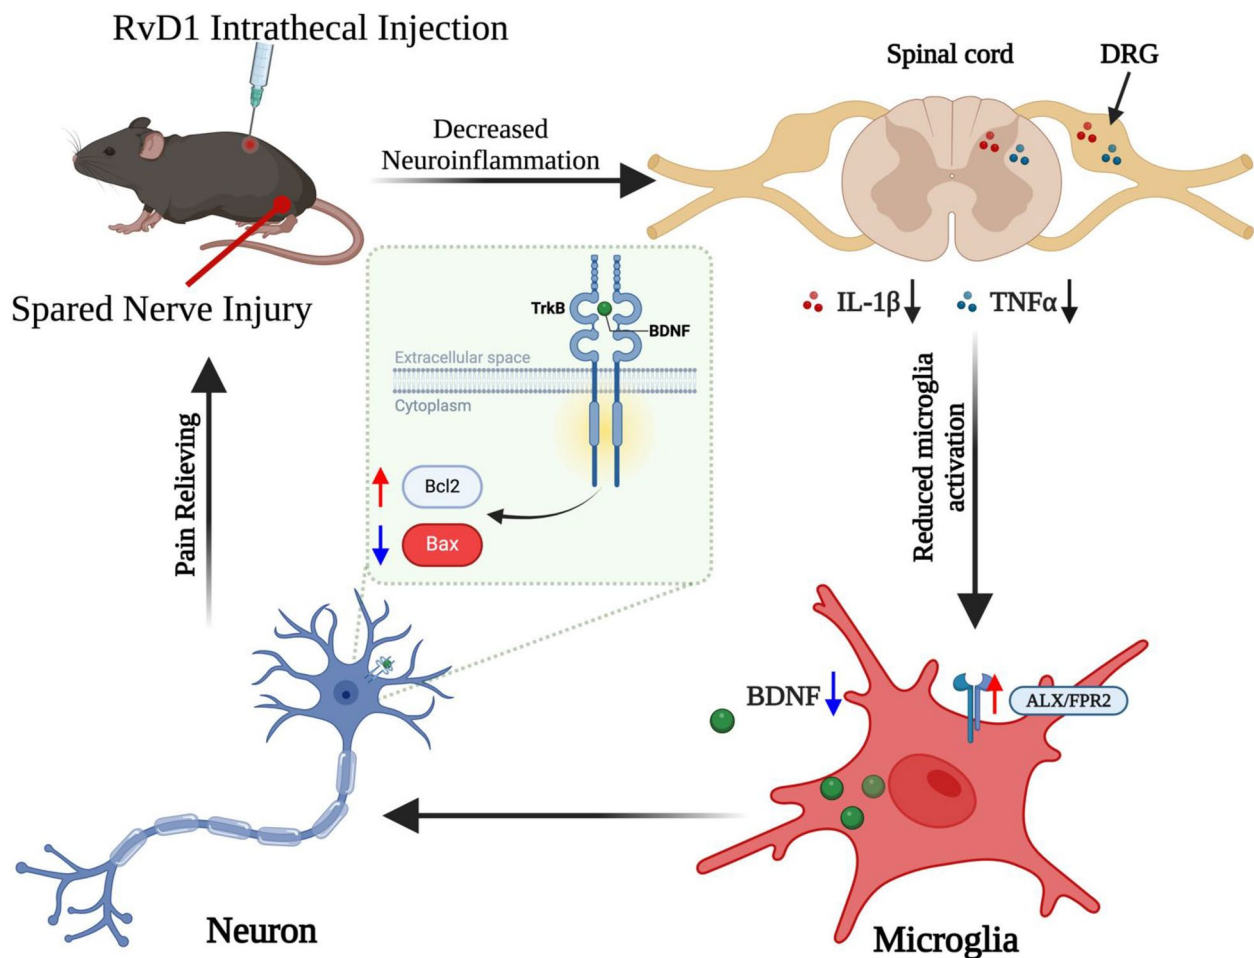 RvD1 Intrathecal Injection
Spinal cord
DRG
Decreased
Neuroinflammation
Spared Nerve Injury
IL-1β
TNFα
TrkB
BDNF
Extracellular space
Cytoplasm
Bcl2
Bax
Pain Relieving
Reduced microglia
activation
BDNF
ALX/FPR2
Neuron
Microglia